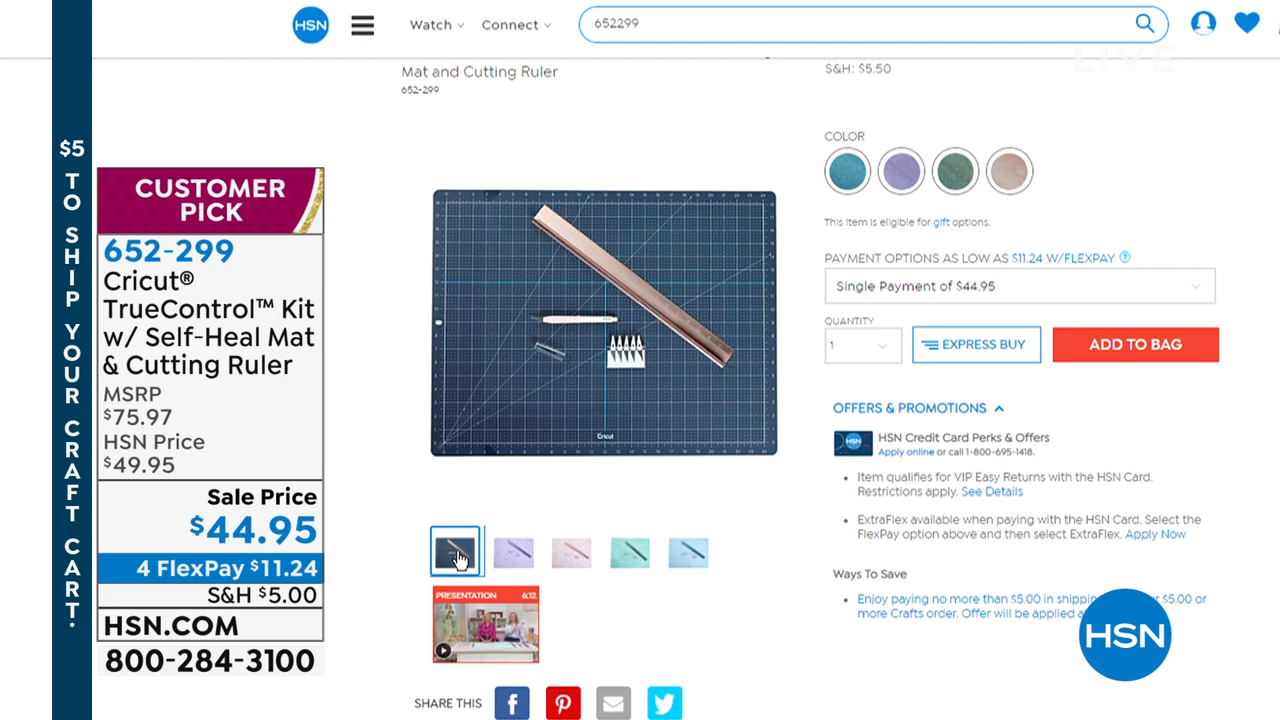 HSN
Watch
Connect
652299
LIVE
Mat and Cutting Ruler
652-299
S&H: $5.50
$5 TO SHIP YOUR CRAFT CART.*
CUSTOMER
PICK
652-299
Cricut®
TrueControl™ Kit
w/ Self-Heal Mat
& Cutting Ruler
MSRP
$75.97
HSN Price
$49.95
Sale Price
$44.95
4 FlexPay $11.24
S&H $5.00
HSN.COM
800-284-3100
Cricut
PRESENTATION 6:12
SHARE THIS
COLOR
This item is eligible for gift options.
PAYMENT OPTIONS AS LOW AS $11.24 W/FLEXPAY ?
Single Payment of $44.95
QUANTITY
1
EXPRESS BUY
ADD TO BAG
OFFERS & PROMOTIONS
HSN
HSN Credit Card Perks & Offers
Apply online or call 1-800-695-1418.
• Item qualifies for VIP Easy Returns with the HSN Card.
Restrictions apply. See Details
• ExtraFlex available when paying with the HSN Card. Select the
FlexPay option above and then select ExtraFlex. Apply Now
Ways To Save
• Enjoy paying no more than $5.00 in shipping $5.00 or
more Crafts order. Offer will be applied
HSN